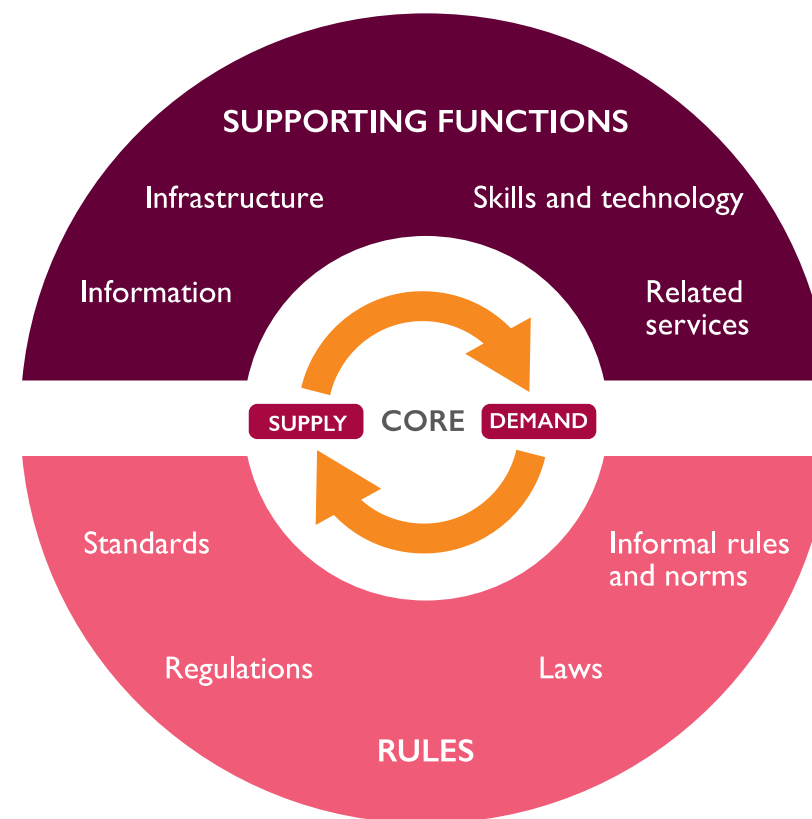 SUPPORTING FUNCTIONS
Infrastructure
Skills and technology
Information
Related
services
SUPPLY
CORE
DEMAND
Standards
Informal rules
and norms
Regulations
Laws
RULES